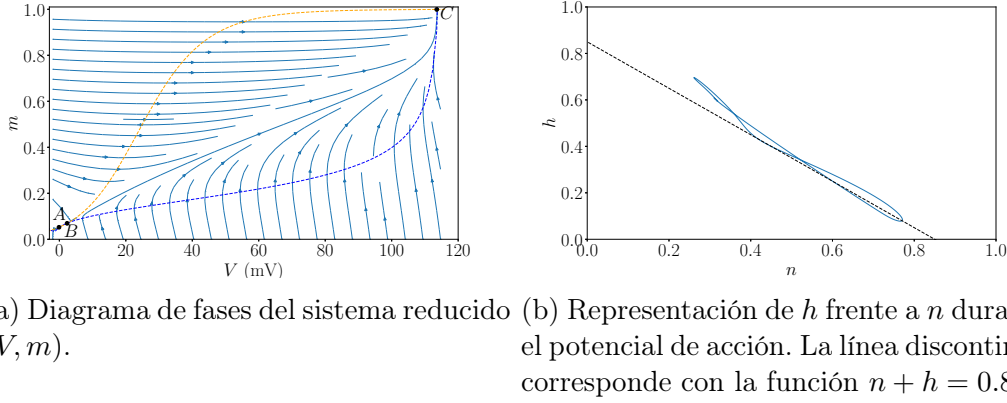 1.0
0.8
0.6
0.4
0.2
0.0
m
A
B
C
0 20 40 60 80 100 120
V (mV)
1.0
0.8
0.6
0.4
0.2
0.0
h
0.0 0.2 0.4 0.6 0.8 1.0
n
a) Diagrama de fases del sistema reducido
V, m).
(b) Representación de h frente a n dura
el potencial de acción. La línea discontin
corresponde con la función n + h = 0.8